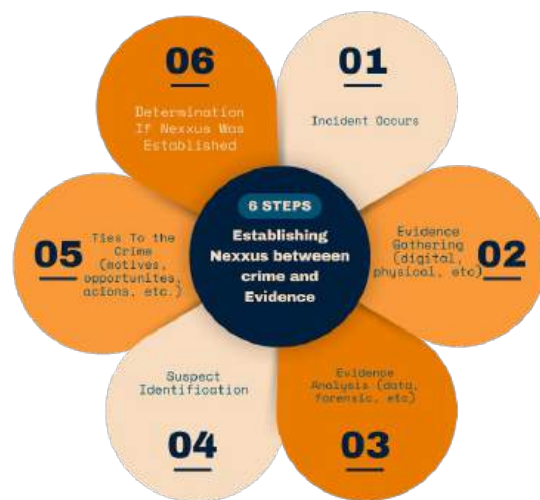 6 STEPS
Establishing
Nexxus betweeen
crime and
Evidence
01
Incident Occurs
Evidence
Gathering
(digital,
physical, etc)
02
Evidence
Analysis (data,
forensic, etc)
03
Suspect
Identification
04
Ties To the
Crime
(motives,
opportunites,
actions, etc.)
05
06
Determination
If Nexxus Was
Established